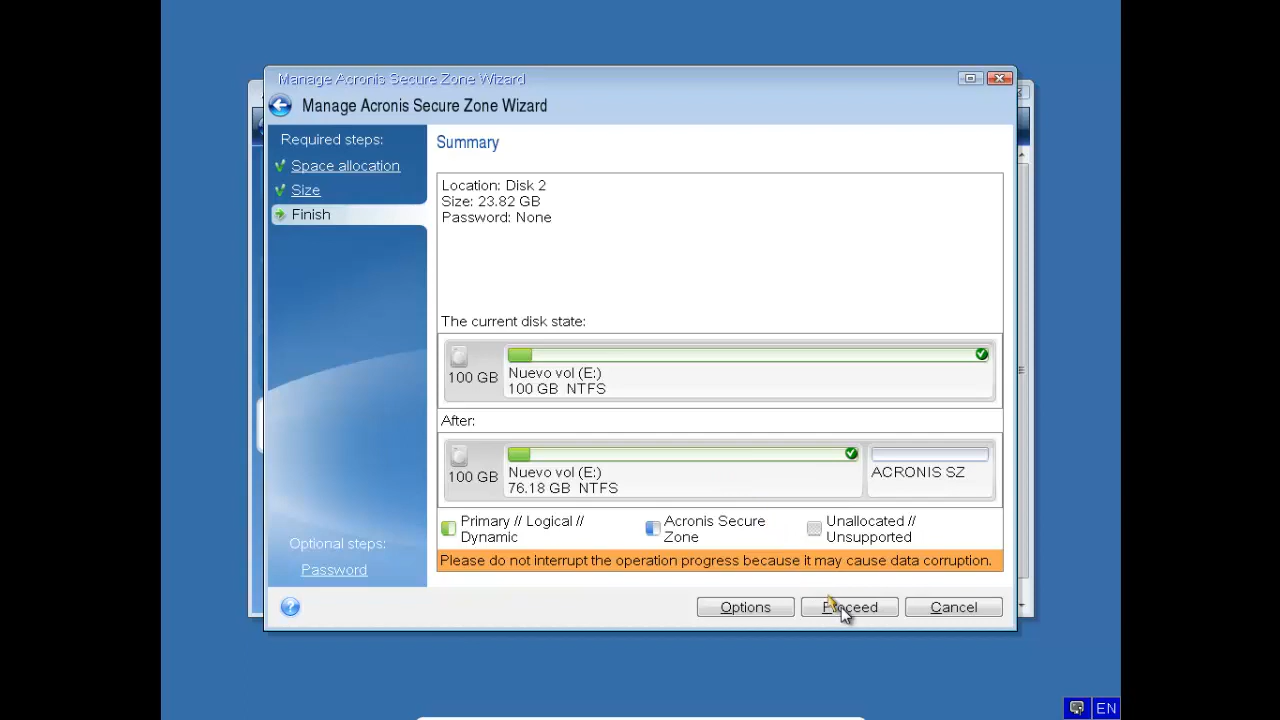 Manage Acronis Secure Zone Wizard
Manage Acronis Secure Zone Wizard
Required steps:
Space allocation
Size
Finish
Optional steps:
Password
Summary
Location: Disk 2
Size: 23.82 GB
Password: None
The current disk state:
100 GB
Nuevo vol (E:)
100 GB NTFS
After:
100 GB
Nuevo vol (E:)
76.18 GB NTFS
ACRONIS SZ
Primary // Logical //
Dynamic
Acronis Secure
Zone
Unallocated //
Unsupported
Please do not interrupt the operation progress because it may cause data corruption.
Options
Proceed
Cancel
EN